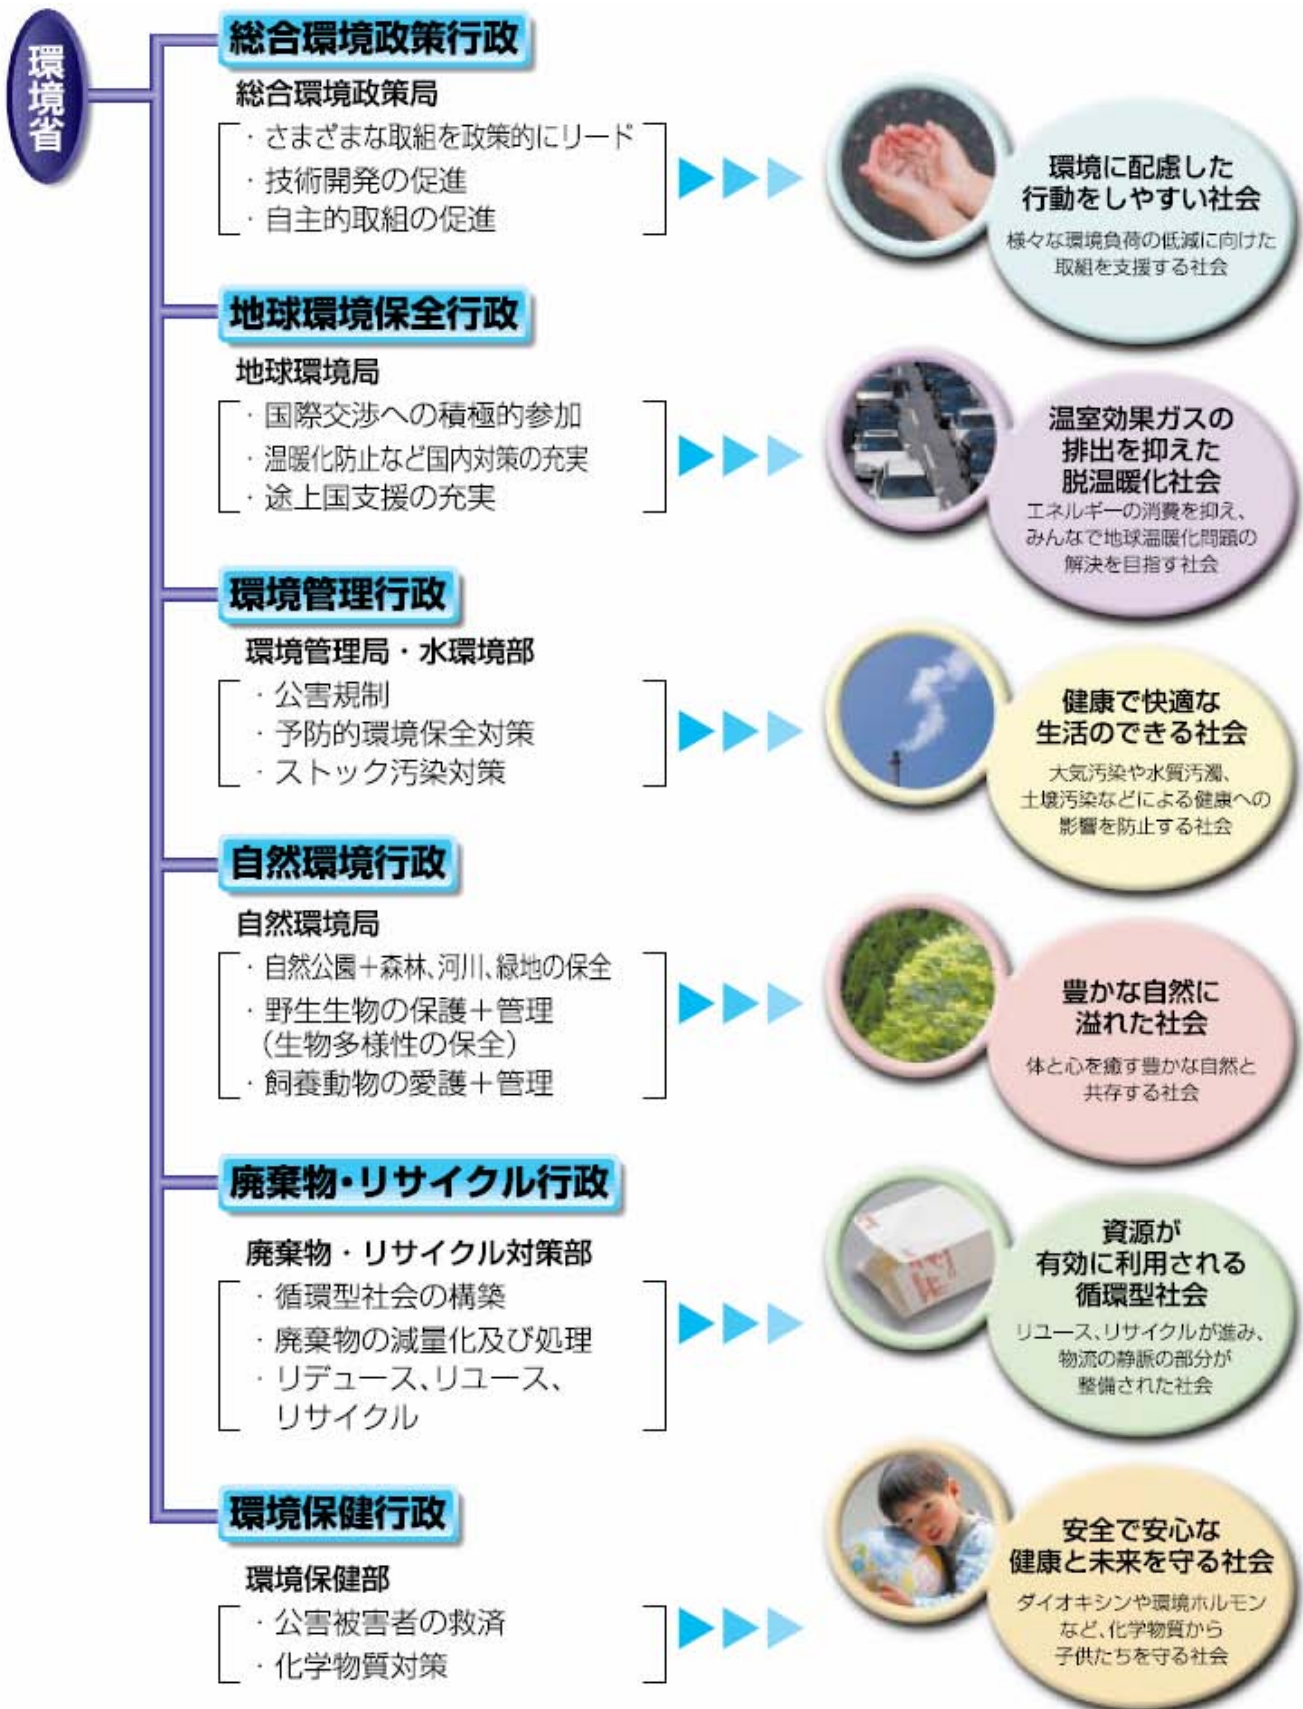 環境省
総合環境政策行政
総合環境政策局
・さまざまな取組を政策的にリード
・技術開発の促進
・自主的取組の促進
環境に配慮した
行動をしやすい社会
様々な環境負荷の低減に向けた
取組を支援する社会
地球環境保全行政
地球環境局
・国際交渉への積極的参加
・温暖化防止など国内対策の充実
・途上国支援の充実
温室効果ガスの
排出を抑えた
脱温暖化社会
エネルギーの消費を抑え、
みんなで地球温暖化問題の
解決を目指す社会
環境管理行政
環境管理局・水環境部
・公害規制
・予防的環境保全対策
・ストック汚染対策
健康で快適な
生活のできる社会
大気汚染や水質汚濁、
土壌汚染などによる健康への
影響を防止する社会
自然環境行政
自然環境局
・自然公園＋森林、河川、緑地の保全
・野生生物の保護＋管理
（生物多様性の保全）
・飼養動物の愛護＋管理
豊かな自然に
溢れた社会
体と心を癒す豊かな自然と
共存する社会
廃棄物・リサイクル行政
廃棄物・リサイクル対策部
・循環型社会の構築
・廃棄物の減量化及び処理
・リデュース、リユース、
リサイクル
資源が
有効に利用される
循環型社会
リユース、リサイクルが進み、
物流の静脈の部分が
整備された社会
環境保健行政
環境保健部
・公害被害者の救済
・化学物質対策
安全で安心な
健康と未来を守る社会
ダイオキシンや環境ホルモン
など、化学物質から
子供たちを守る社会